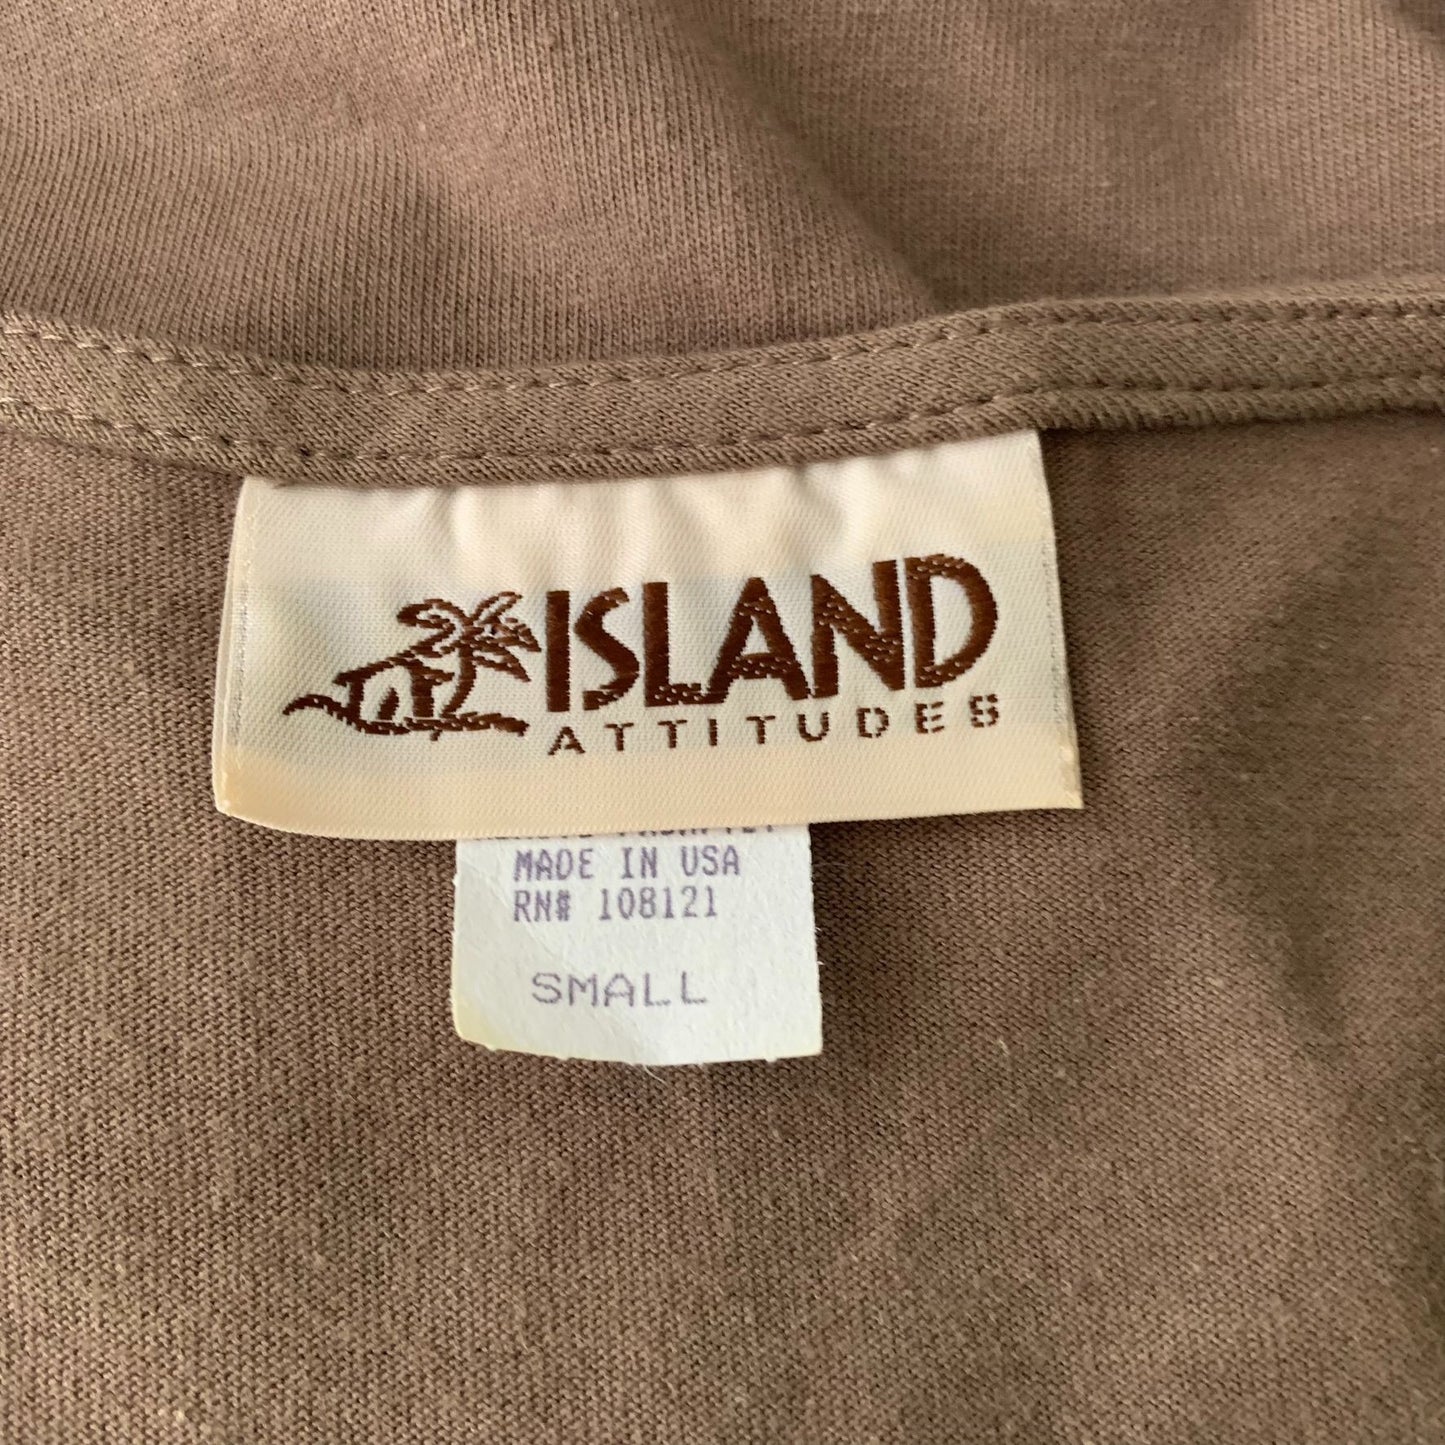 ISLAND
ATTITUDES
MADE IN USA
RN# 108121
SMALL